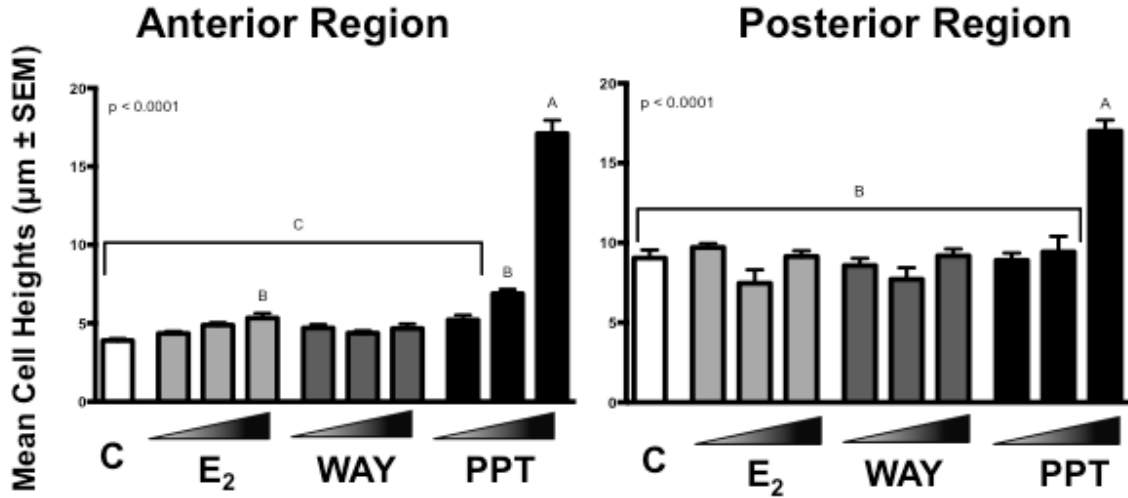 Anterior Region
Posterior Region
Mean Cell Heights (µm ± SEM)
20
15
10
5
0
p < 0.0001
C
B
B
A
C
E₂
WAY
PPT
20
15
10
5
0
p < 0.0001
B
A
C
E₂
WAY
PPT